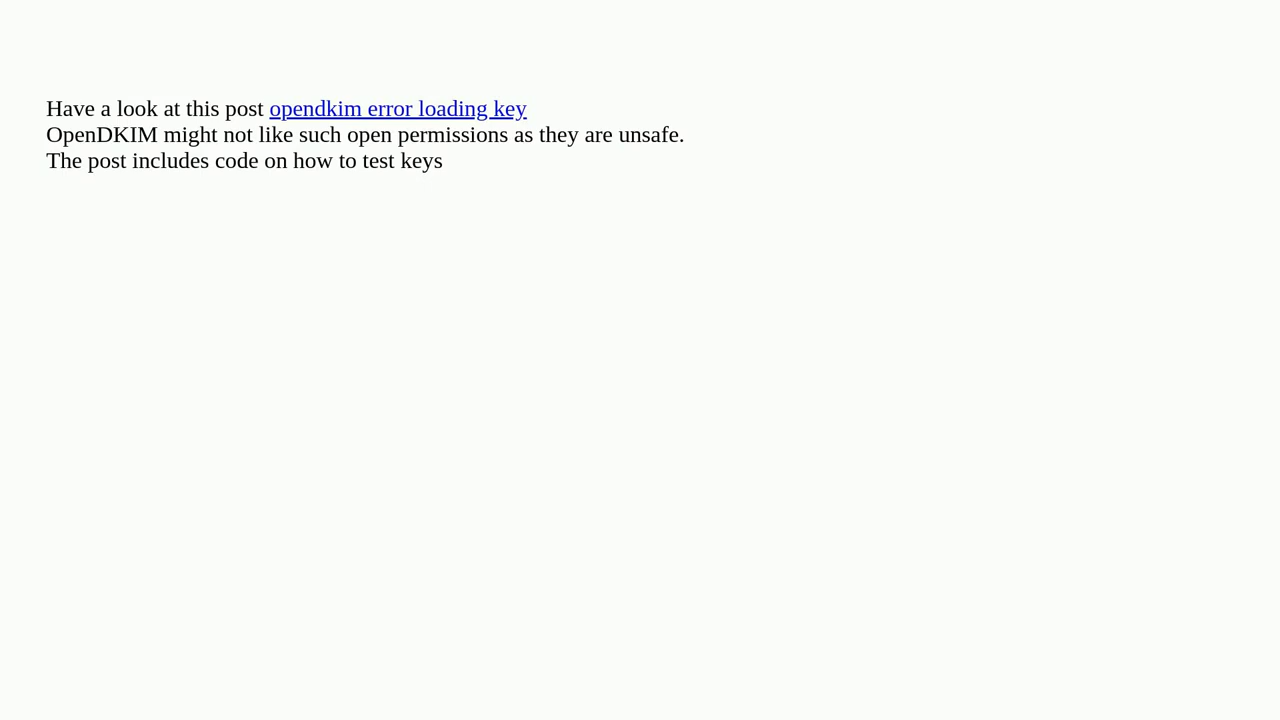 Have a look at this post opendkim error loading key
OpenDKIM might not like such open permissions as they are unsafe.
The post includes code on how to test keys